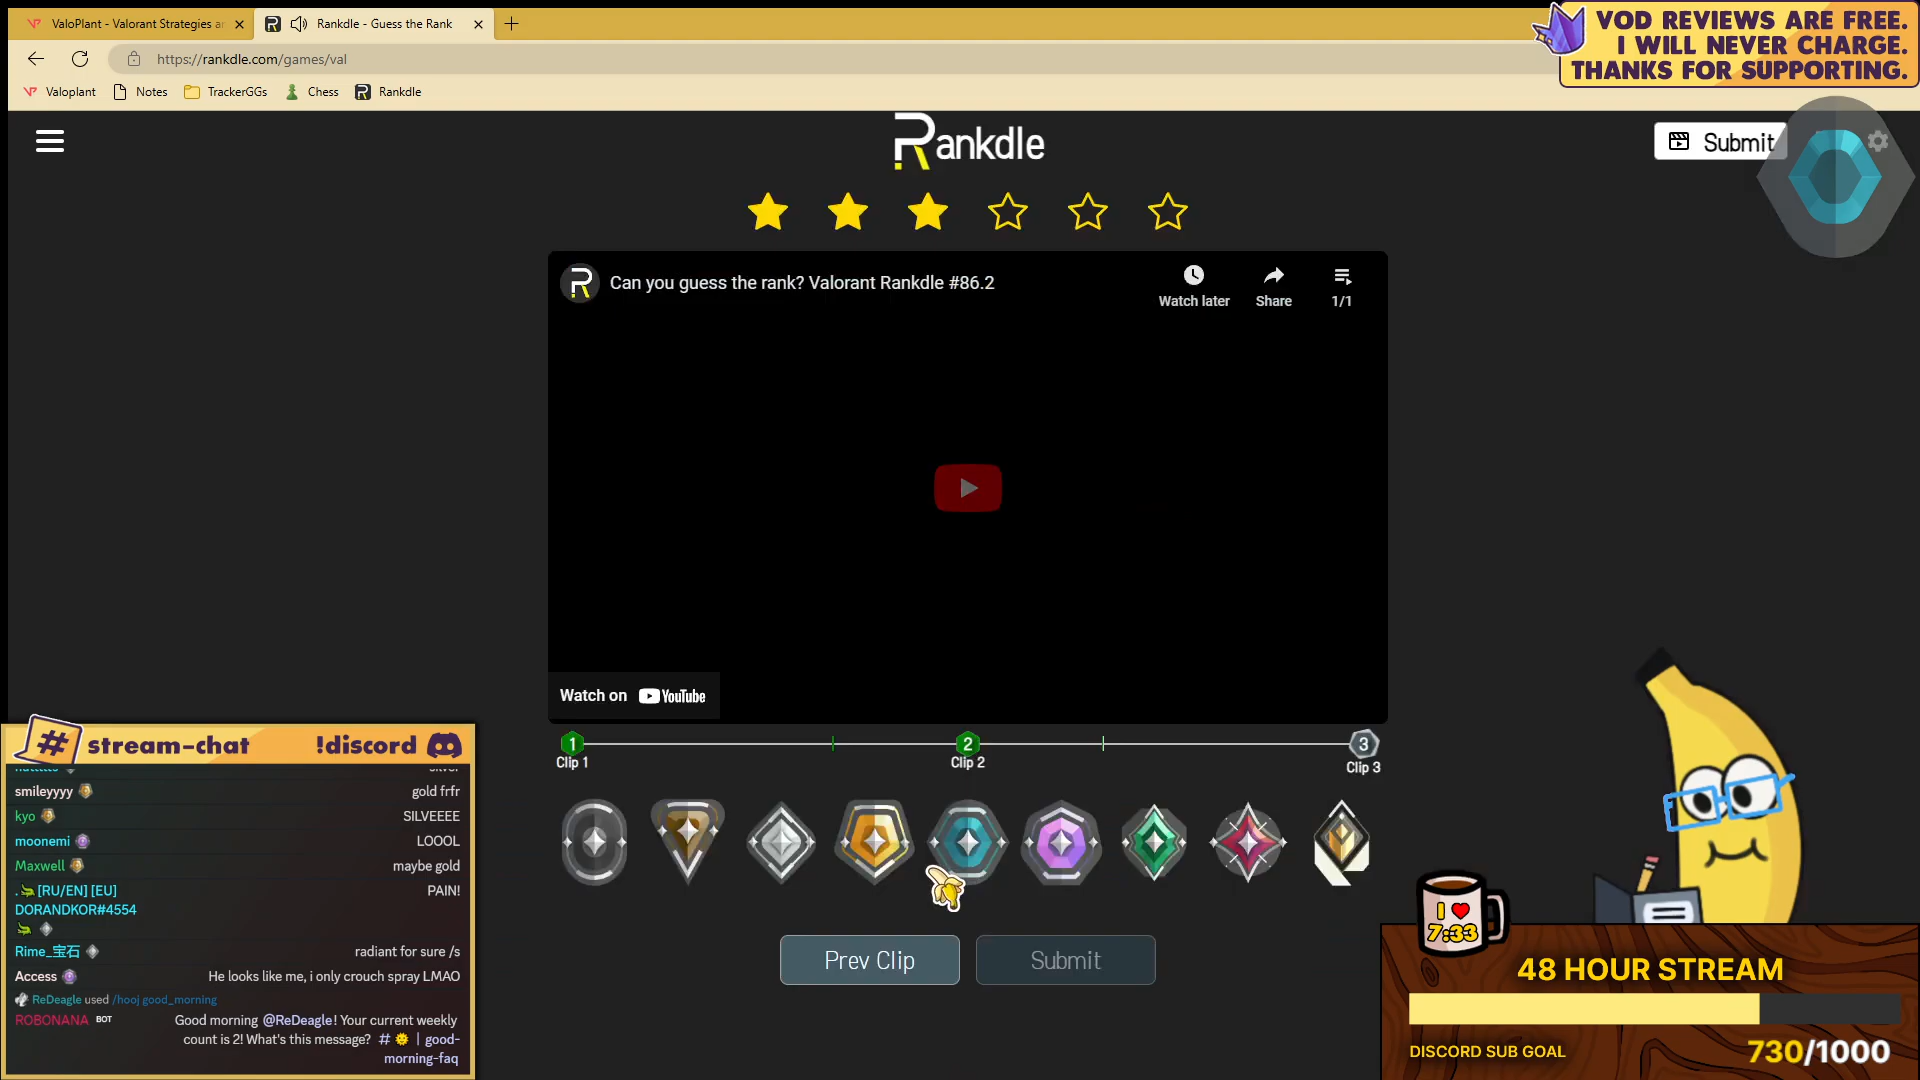 ValoPlant - Valorant Strategies a
Rankdle - Guess the Rank
https://rankdle.com/games/val
Valoplant
Notes
TrackerGGs
Chess
Rankdle
VOD REVIEWS ARE FREE.
I WILL NEVER CHARGE.
THANKS FOR SUPPORTING.
Rankdle
Submit
Can you guess the rank? Valorant Rankdle #86.2
Watch later
Share
1/1
Watch on YouTube
1
2
3
Clip 1
Clip 2
Clip 3
Prev Clip
Submit
# stream-chat !discord
smileyyyy gold frfr
kyo SILVEEEE
moonemi LOOOL
Maxwell maybe gold
. [RU/EN] [EU] PAIN!
DORANDKOR#4554
Rime_宝石 radiant for sure /s
Access He looks like me, i only crouch spray LMAO
ReDeagle used /hooj good_morning
ROBONANA BOT Good morning @ReDeagle! Your current weekly
count is 2! What's this message? # | good-
morning-faq
I
7:33
48 HOUR STREAM
DISCORD SUB GOAL
730/1000